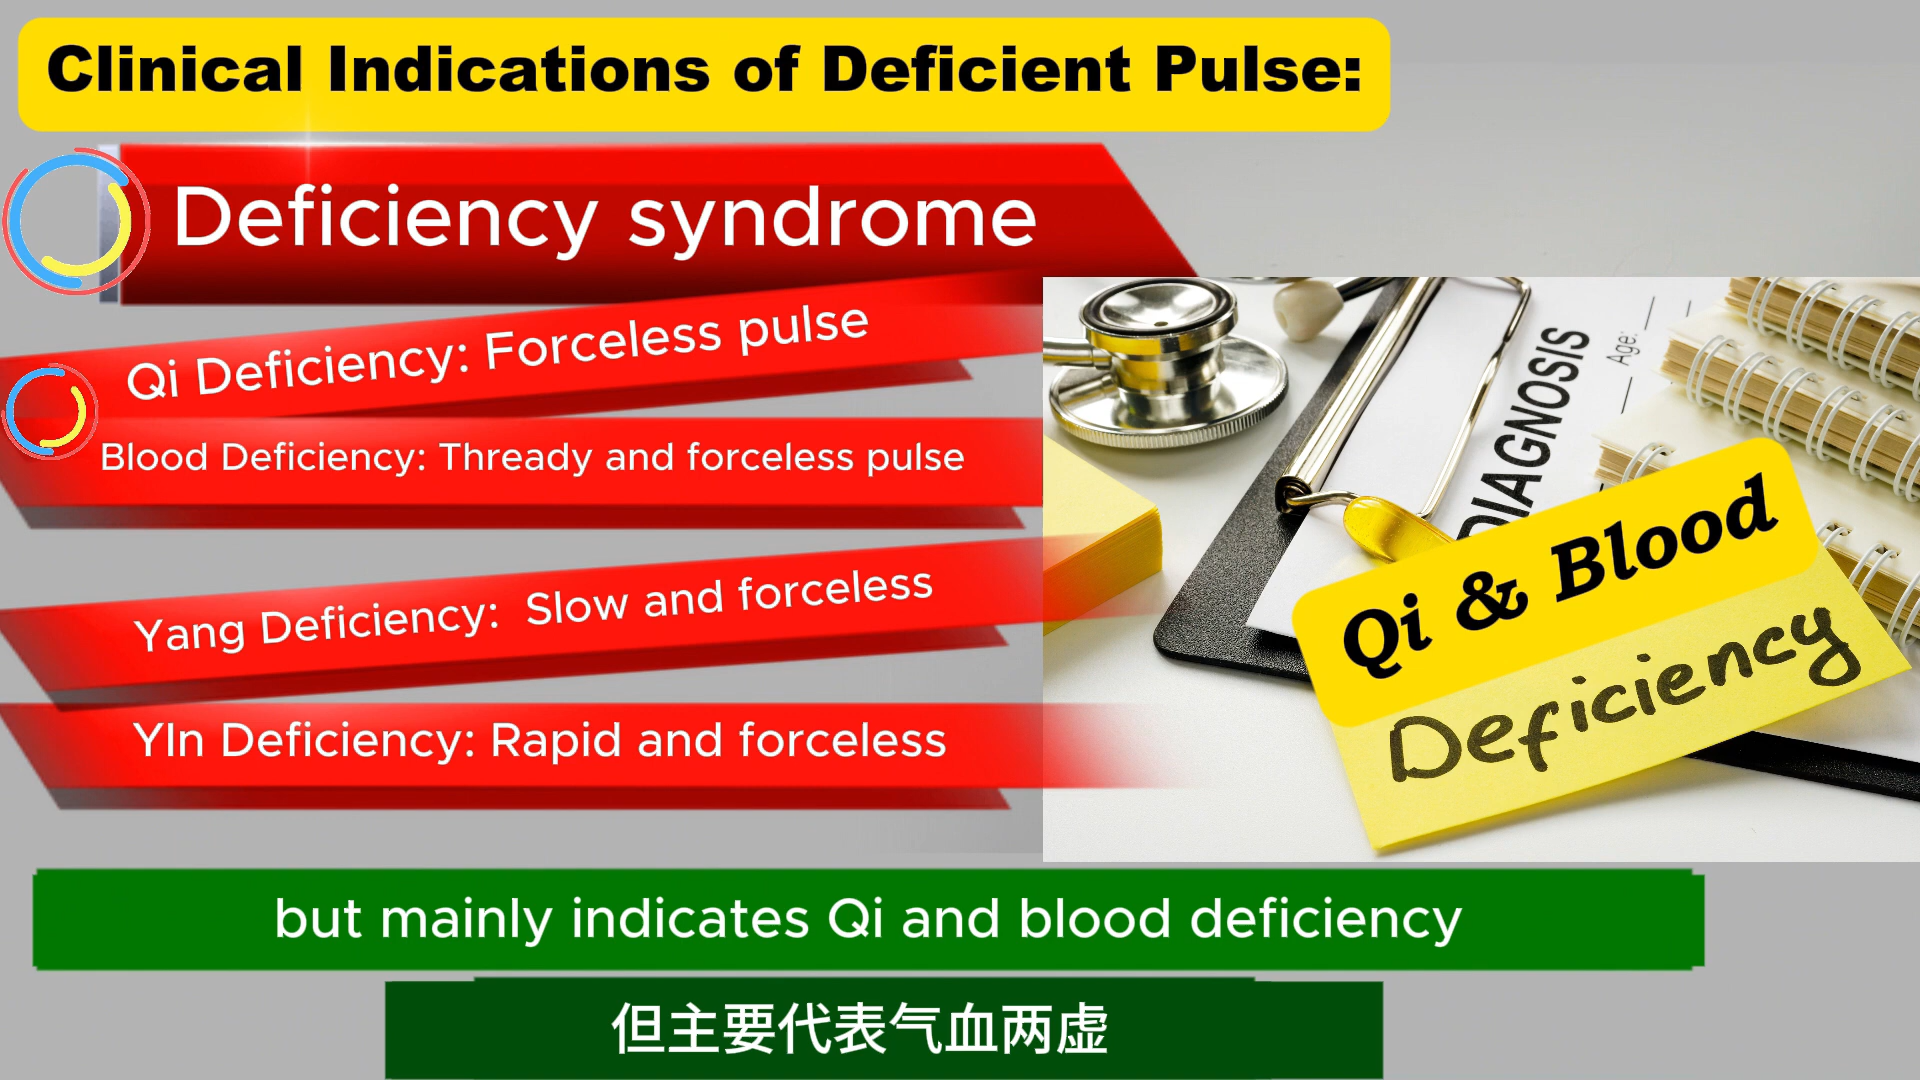 Clinical Indications of Deficient Pulse:
Deficiency syndrome
Qi Deficiency: Forceless pulse
Blood Deficiency: Thready and forceless pulse
Yang Deficiency: Slow and forceless
YIn Deficiency: Rapid and forceless
DIAGNOSIS
Age:
Qi & Blood
Deficiency
but mainly indicates Qi and blood deficiency
但主要代表气血两虚